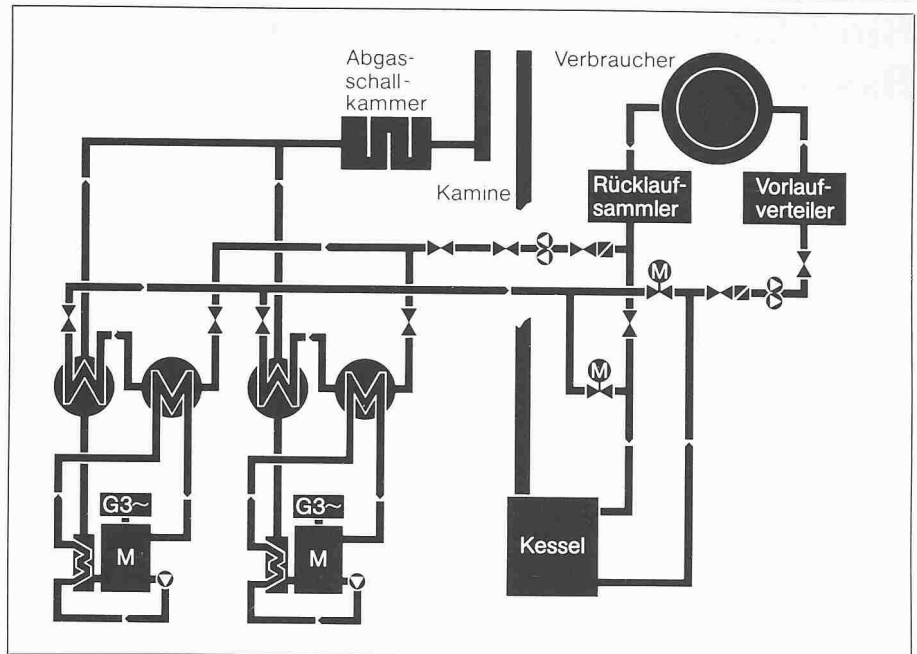 Abgas-
schall-
kammer
Verbraucher
Kamine
Rücklauf-
sammler
Vorlauf-
verteiler
M
M
G3~
M
G3~
M
Kessel